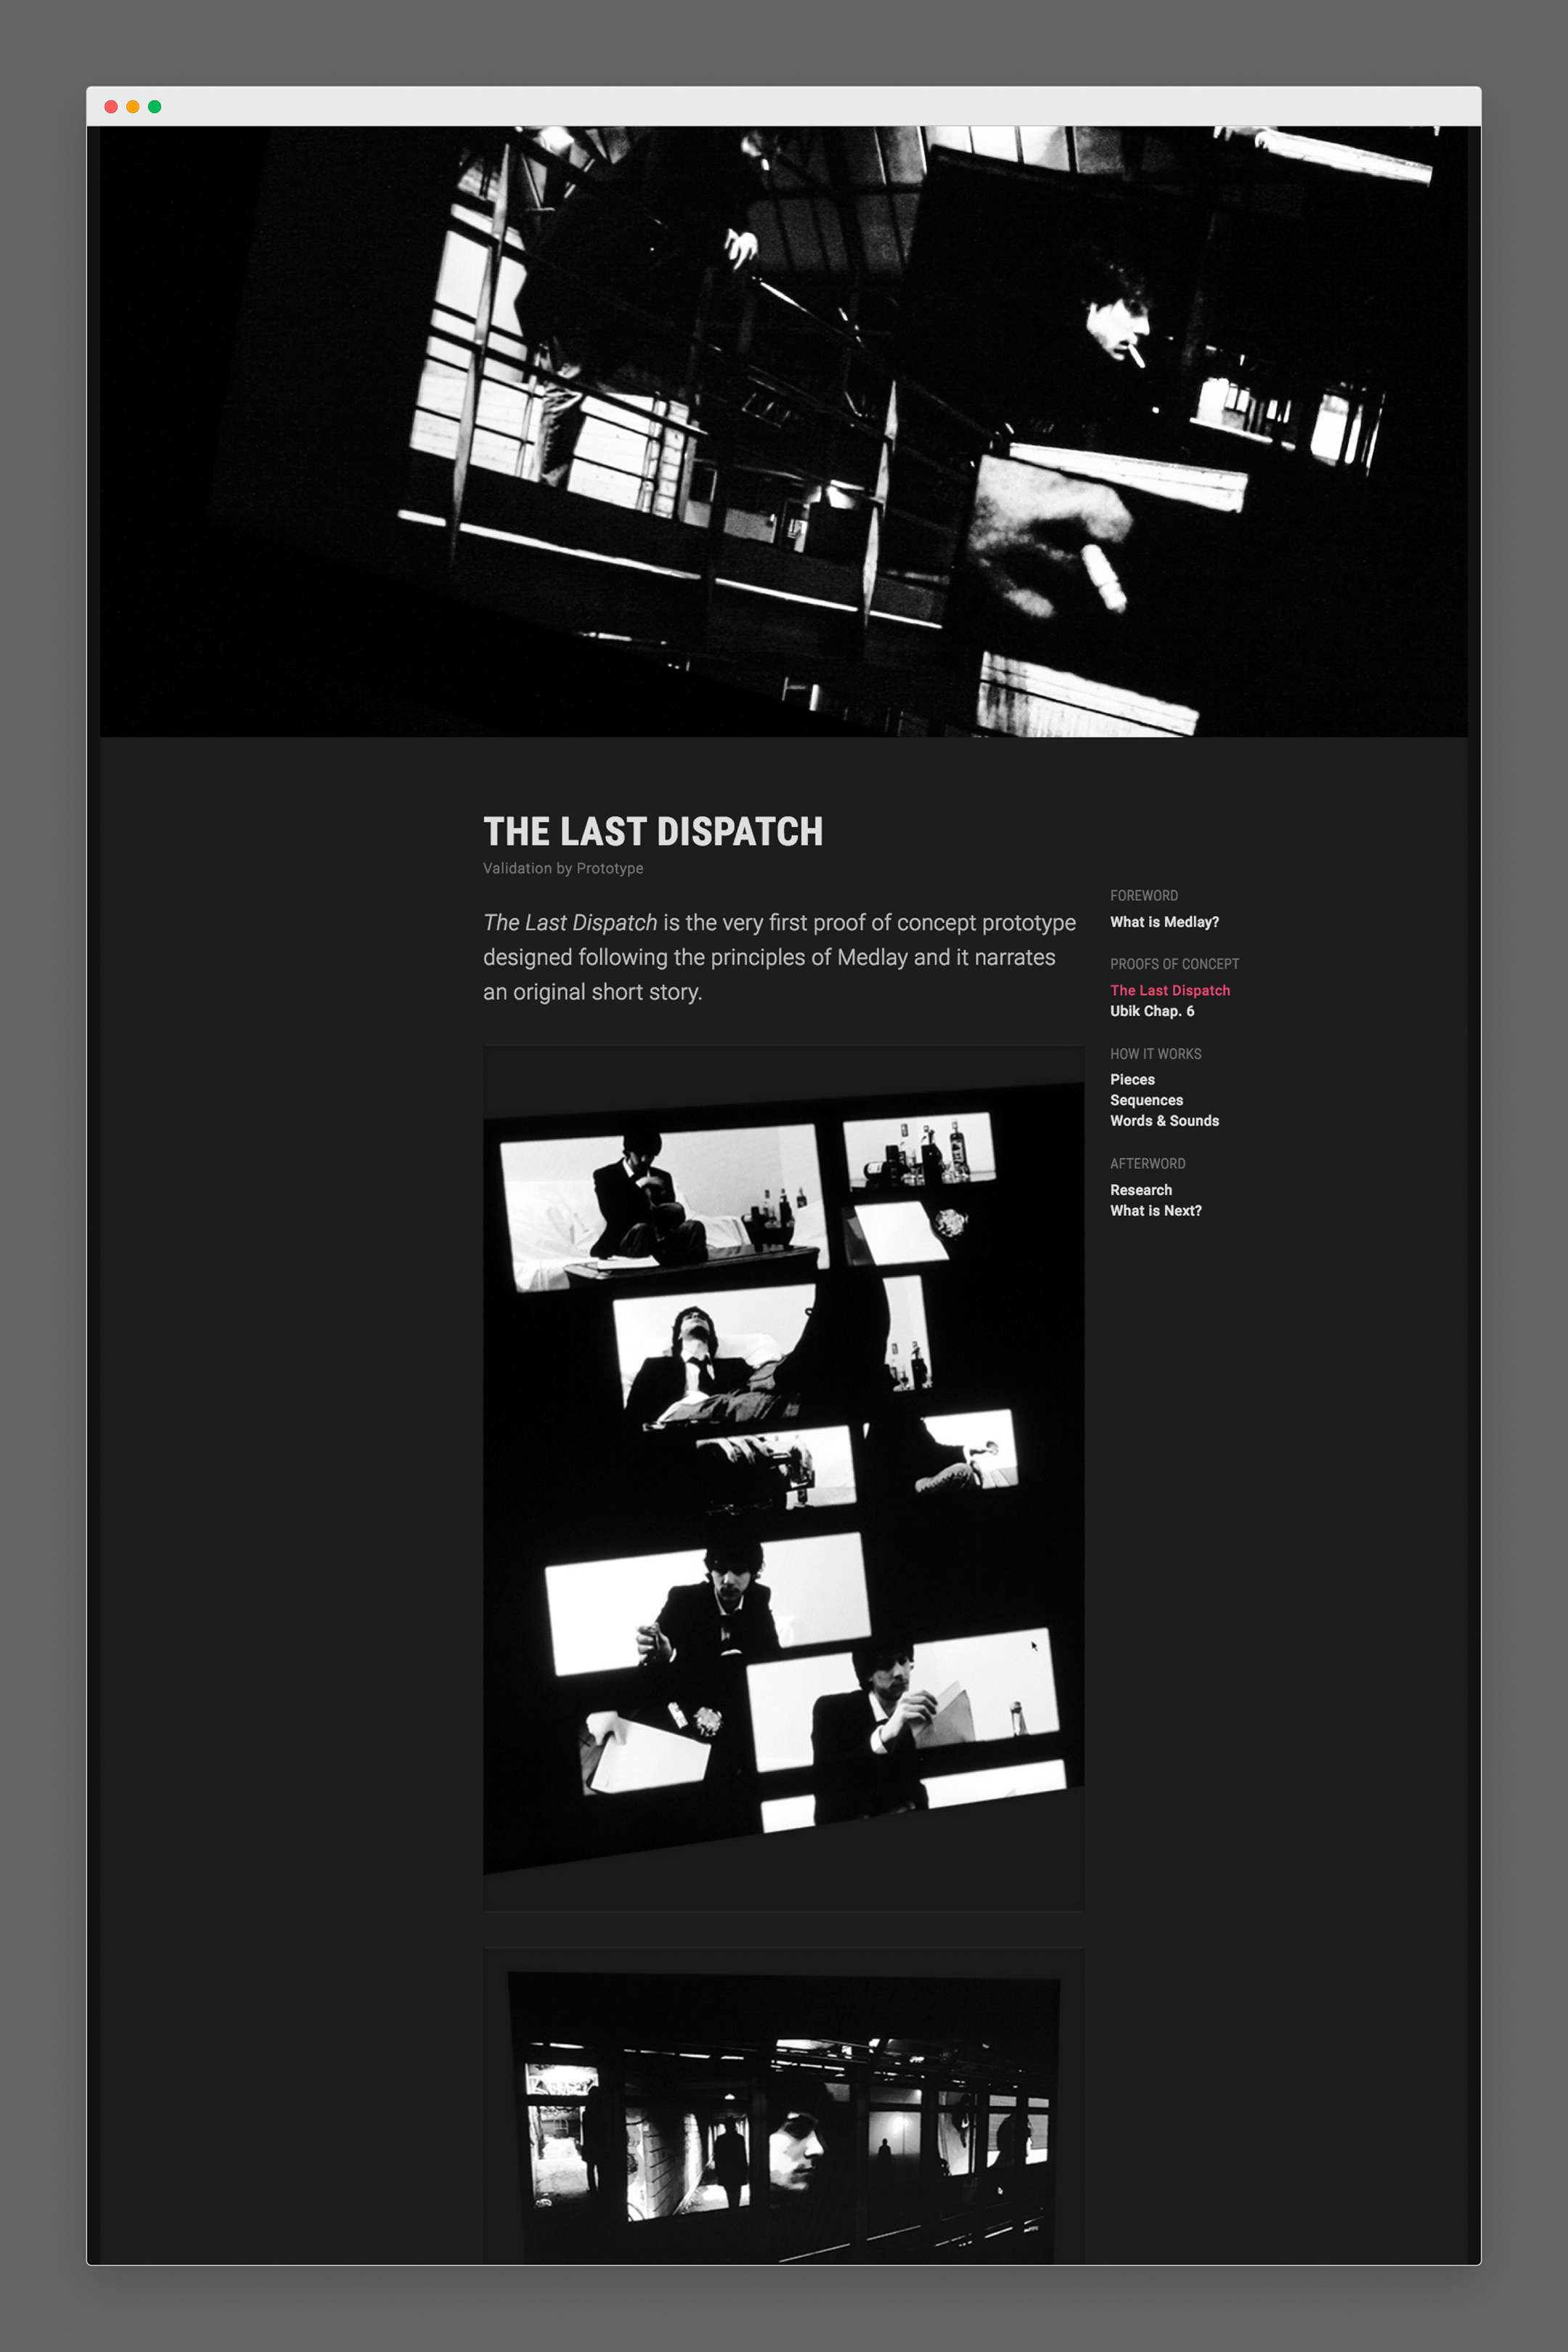 THE LAST DISPATCH
Validation by Prototype
The Last Dispatch is the very first proof of concept prototype
designed following the principles of Medlay and it narrates
an original short story.
FOREWORD
What is Medlay?
PROOFS OF CONCEPT
The Last Dispatch
Ubik Chap. 6
HOW IT WORKS
Pieces
Sequences
Words & Sounds
AFTERWORD
Research
What is Next?